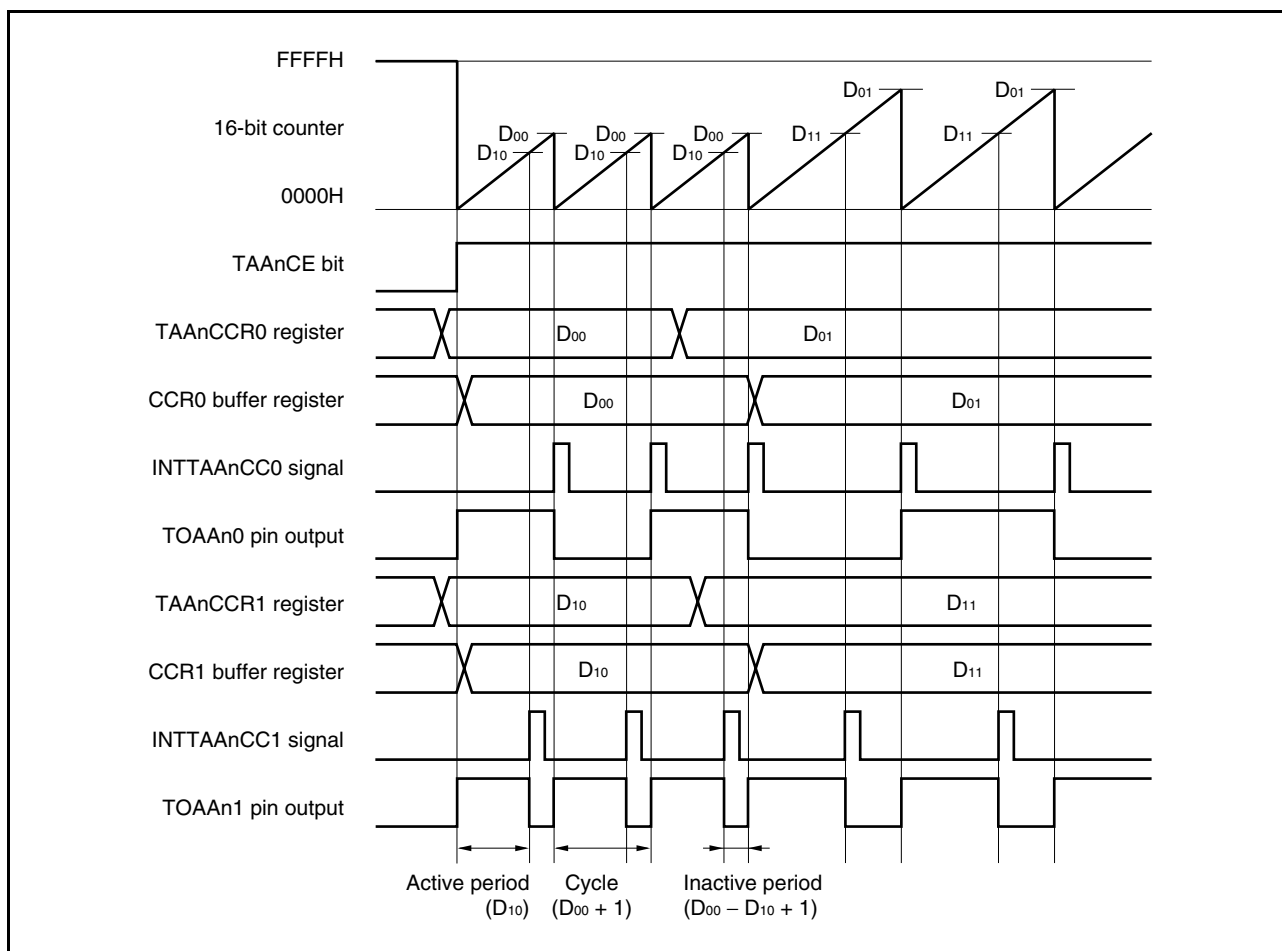 FFFFH
D01 D01
16-bit counter D00 D00 D00 D11 D11
D10 D10 D10
0000H
TAAnCE bit
TAAnCCR0 register D00 D01
CCR0 buffer register D00 D01
INTTAAnCC0 signal
TOAAn0 pin output
TAAnCCR1 register D10 D11
CCR1 buffer register D10 D11
INTTAAnCC1 signal
TOAAn1 pin output
Active period Cycle Inactive period
(D10) (D00 + 1) (D00 − D10 + 1)